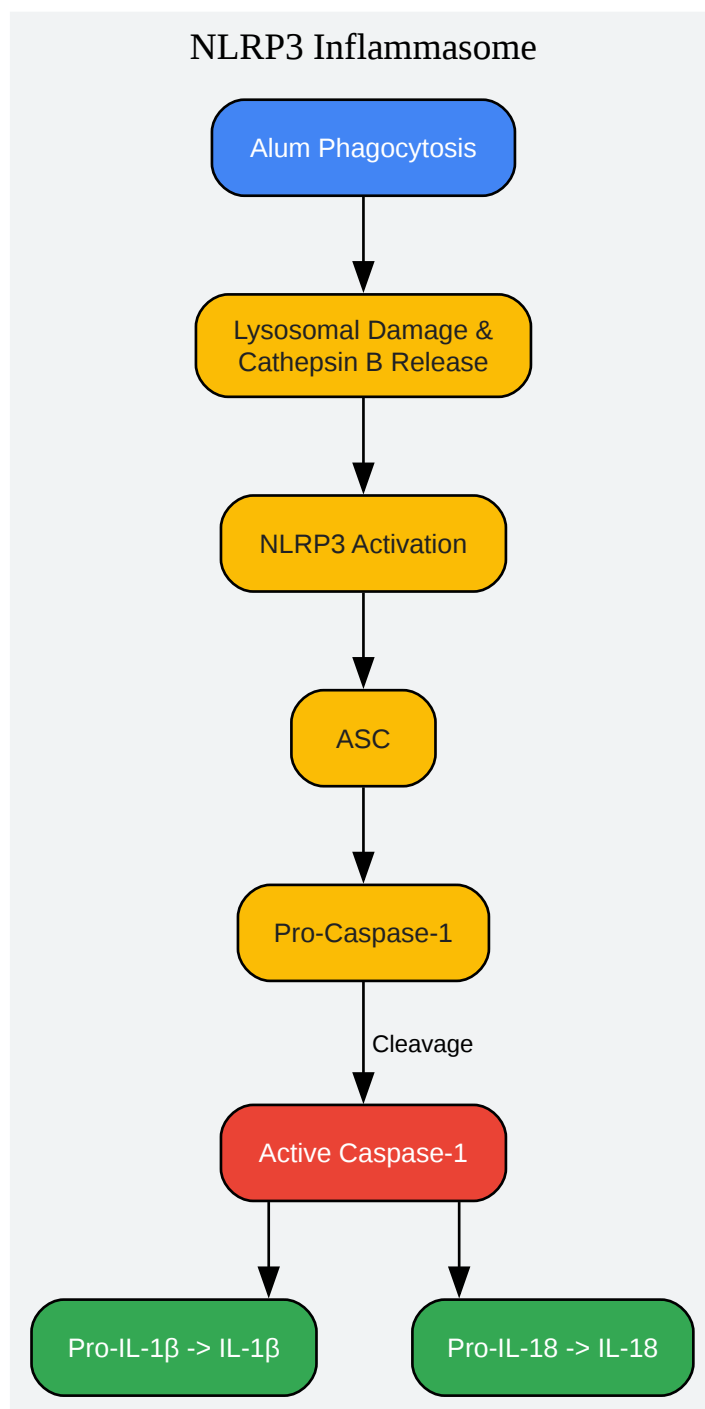 NLRP3 Inflammasome
Alum Phagocytosis
Lysosomal Damage &
Cathepsin B Release
NLRP3 Activation
ASC
Pro-Caspase-1
Cleavage
Active Caspase-1
Pro-IL-1β -> IL-1β
Pro-IL-18 -> IL-18